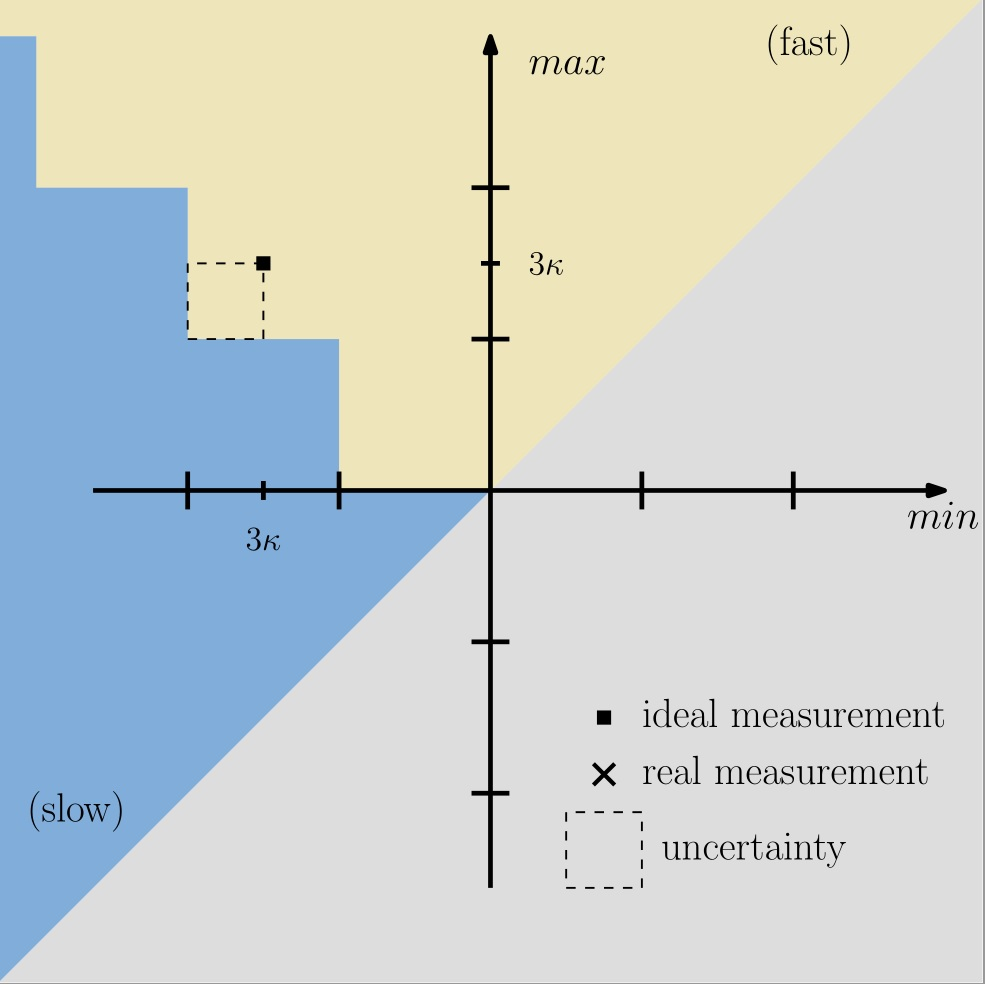 (fast)
max
3κ
min
3κ
ideal measurement
real measurement
(slow)
uncertainty